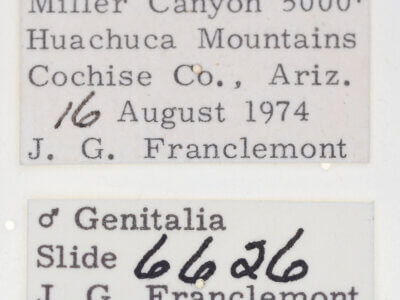 Miller Canyon 5000'
Huachuca Mountains
Cochise Co., Ariz.
16 August 1974
J. G. Franclemont
♂ Genitalia
Slide 6626
J. G. Franclemont